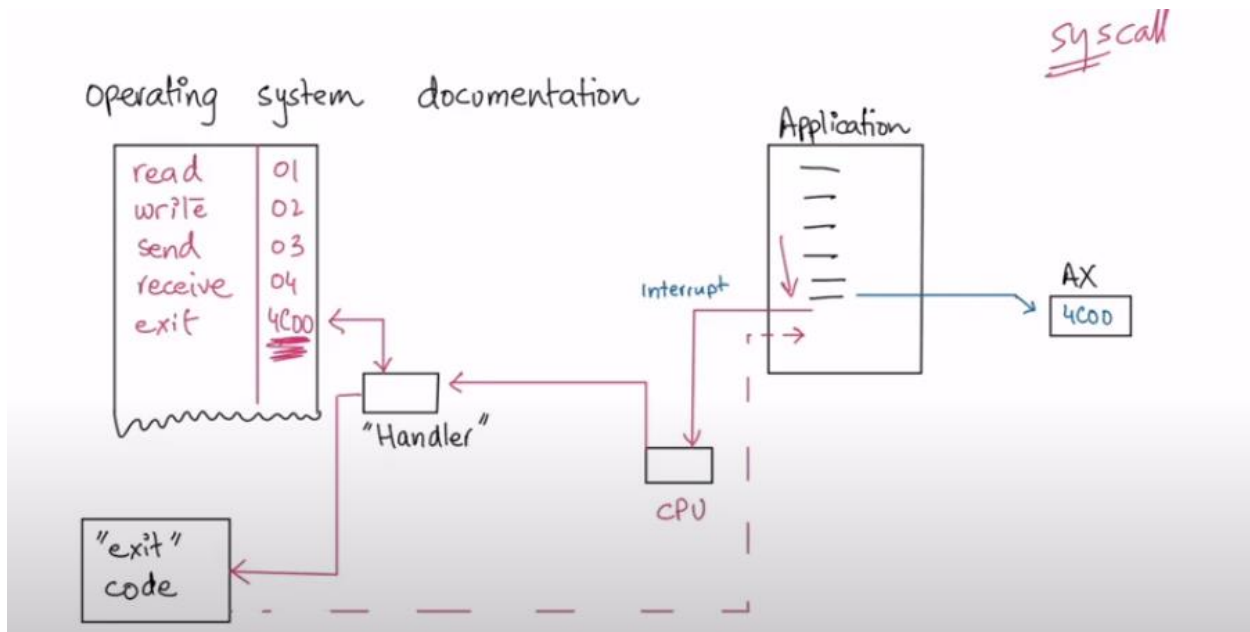 syscall
operating system documentation
Application
read 01
write 02
send 03
receive 04
exit 4C00
Interrupt
AX
4C00
"Handler"
CPU
"exit"
code